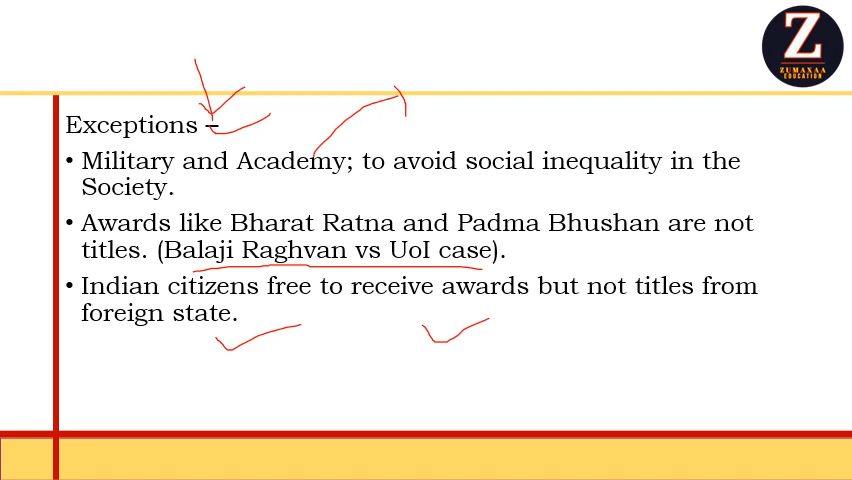 Z
ZUMAXAA
EDUCATION
Exceptions –
• Military and Academy; to avoid social inequality in the
Society.
• Awards like Bharat Ratna and Padma Bhushan are not
titles. (Balaji Raghvan vs UoI case).
• Indian citizens free to receive awards but not titles from
foreign state.